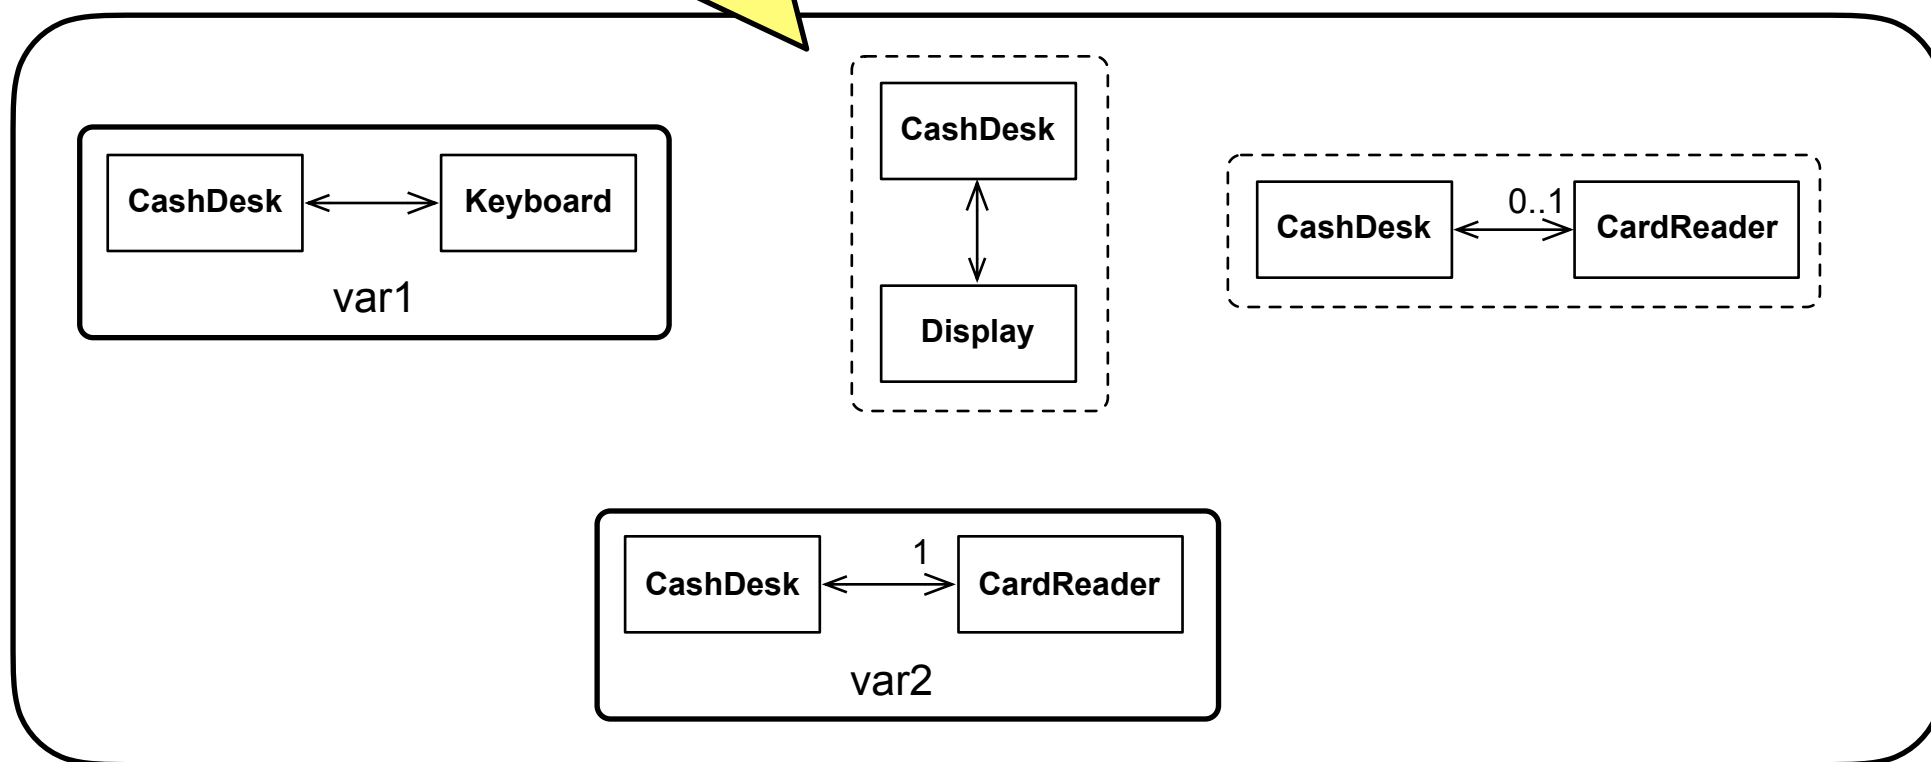 CashDesk
Keyboard
var1
CashDesk
Display
CashDesk
0..1
CardReader
CashDesk
1
CardReader
var2